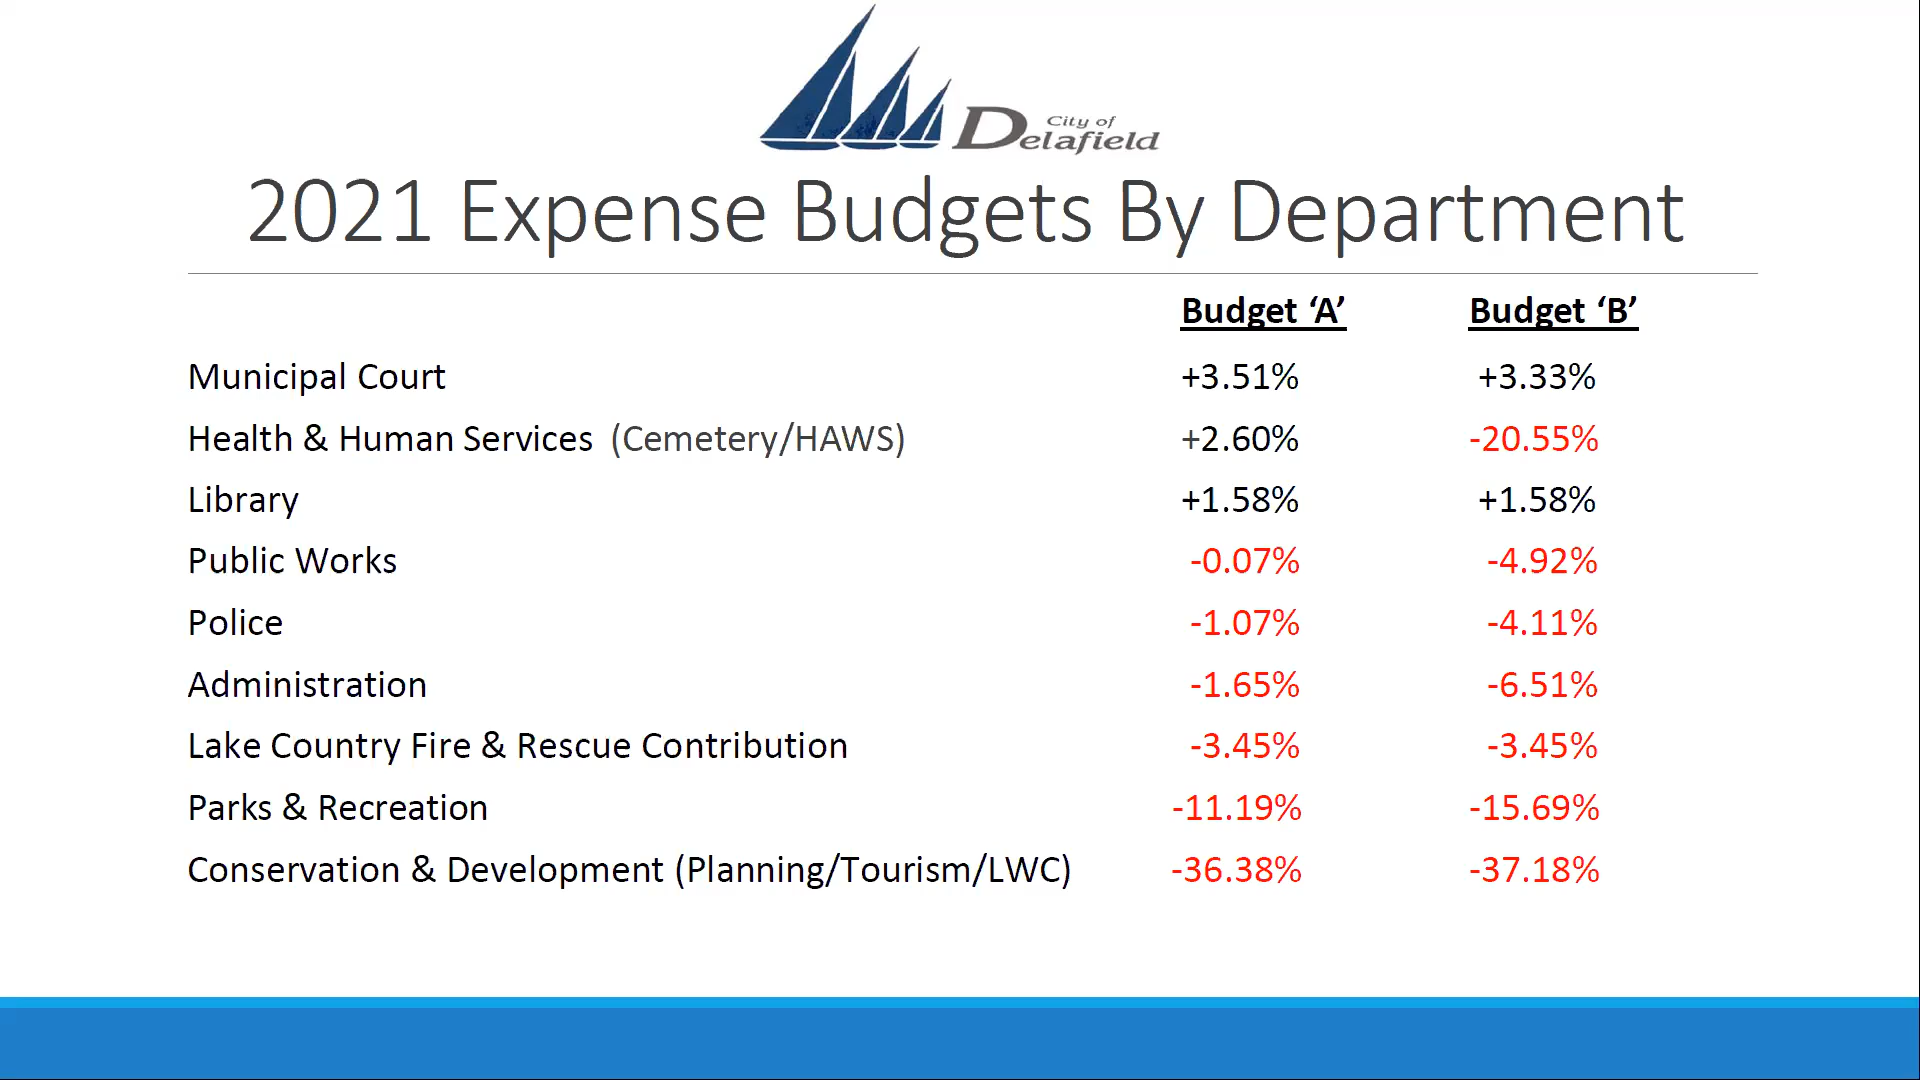 City of
Delafield
2021 Expense Budgets By Department
Budget ‘A’ Budget ‘B’
Municipal Court +3.51% +3.33%
Health & Human Services (Cemetery/HAWS) +2.60% -20.55%
Library +1.58% +1.58%
Public Works -0.07% -4.92%
Police -1.07% -4.11%
Administration -1.65% -6.51%
Lake Country Fire & Rescue Contribution -3.45% -3.45%
Parks & Recreation -11.19% -15.69%
Conservation & Development (Planning/Tourism/LWC) -36.38% -37.18%